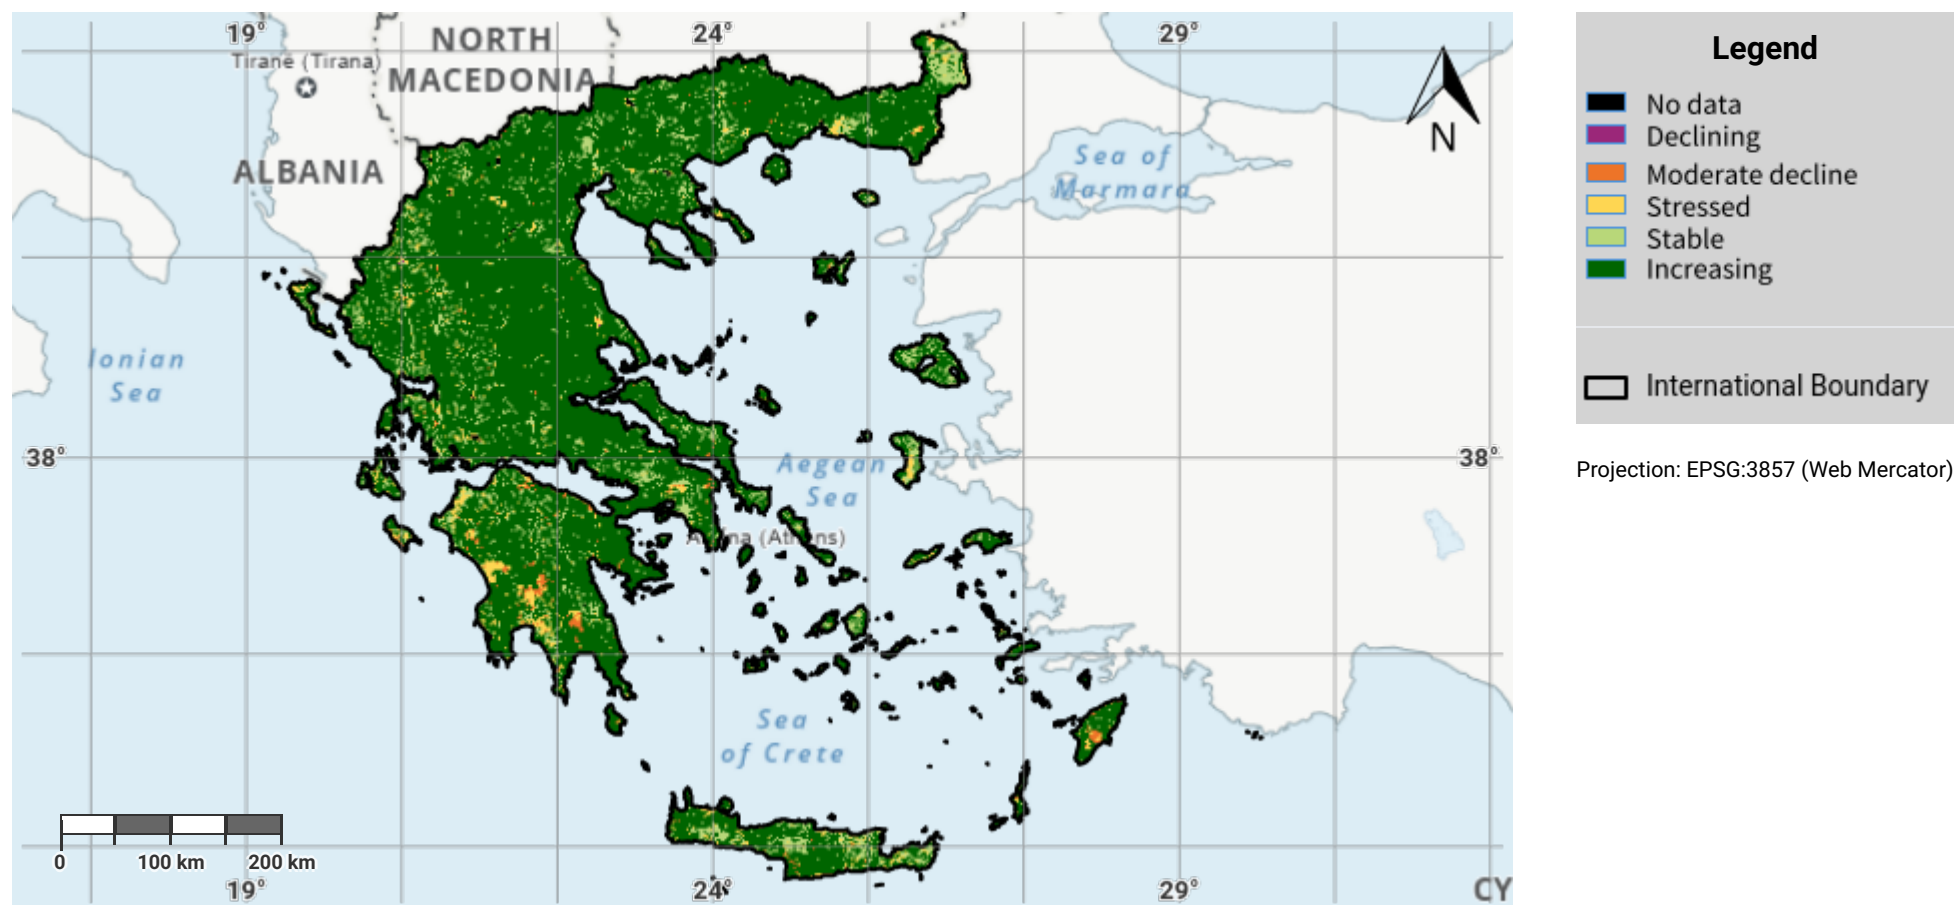 19°
24°
29°
NORTH
MACEDONIA
Tiranë (Tirana)
ALBANIA
Sea of
Marmara
N
Ionian
Sea
38°
38°
Aegean
Sea
(Athens)
Sea
of Crete
0
100 km
200 km
19°
24°
29°
CY
Legend
No data
Declining
Moderate decline
Stressed
Stable
Increasing
International Boundary
Projection: EPSG:3857 (Web Mercator)